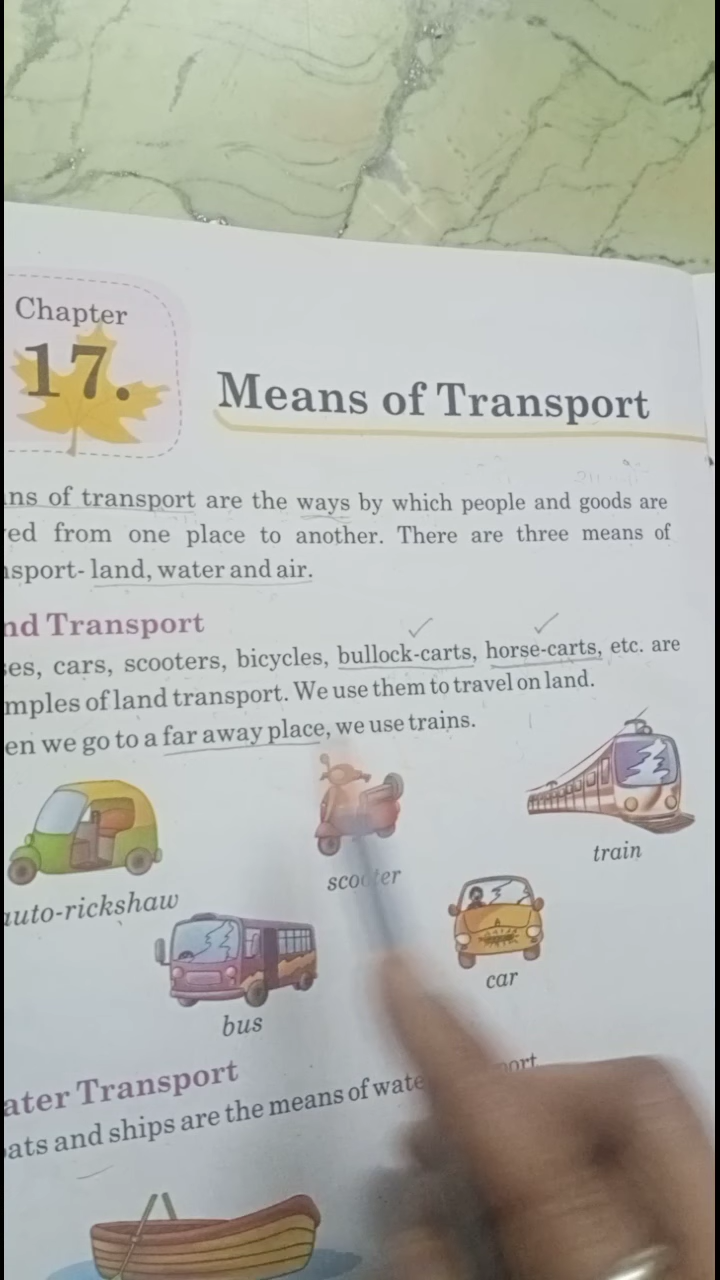 Chapter
17.
Means of Transport
ns of transport are the ways by which people and goods are
ed from one place to another. There are three means of
sport- land, water and air.
nd Transport
es, cars, scooters, bicycles, bullock-carts, horse-carts, etc. are
mples of land transport. We use them to travel on land.
en we go to a far away place, we use trains.
auto-rickshaw
scooter
train
bus
car
ater Transport
ats and ships are the means of wate port